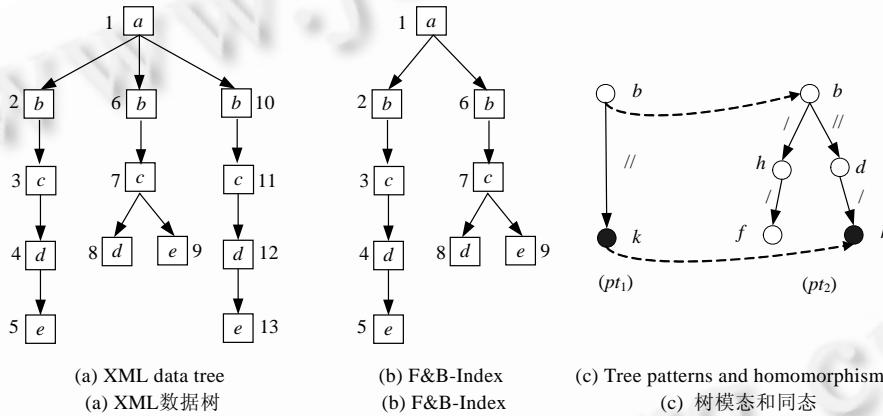 1 a
1 a
2 b 6 b b 10
2 b 6 b
b b
/ //
3 c 7 c c 11
3 c 7 c
//
h d
/ /
4 d 8 d e 9 d 12
4 d 8 d e 9
k f
(pt1) (pt2)
5 e e 13
5 e
(a) XML data tree
(b) F&B-Index
(c) Tree patterns and homomorphism
(a) XML数据树
(b) F&B-Index
(c) 树模态和同态